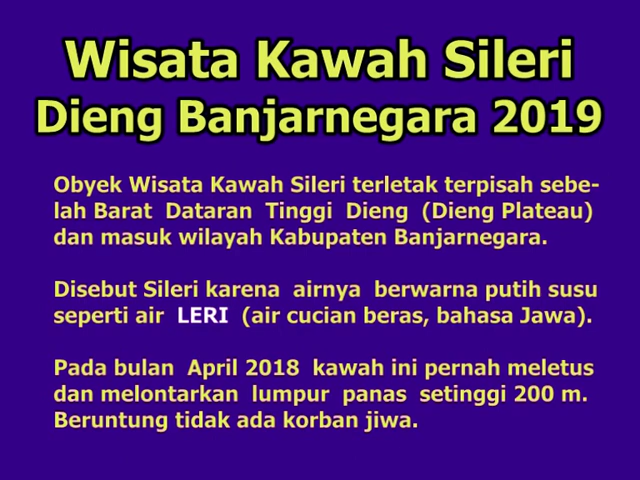 Wisata Kawah Sileri
Dieng Banjarnegara 2019
Obyek Wisata Kawah Sileri terletak terpisah sebe-
lah Barat Dataran Tinggi Dieng (Dieng Plateau)
dan masuk wilayah Kabupaten Banjarnegara.
Disebut Sileri karena airnya berwarna putih susu
seperti air LERI (air cucian beras, bahasa Jawa).
Pada bulan April 2018 kawah ini pernah meletus
dan melontarkan lumpur panas setinggi 200 m.
Beruntung tidak ada korban jiwa.